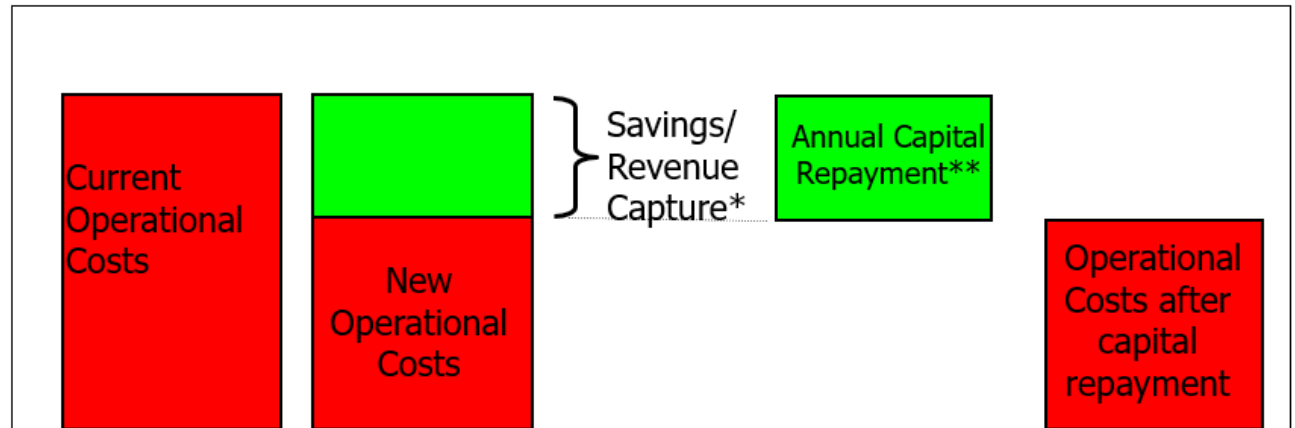 Current
Operational
Costs
New
Operational
Costs
Savings/
Revenue
Capture*
Annual Capital
Repayment**
Operational
Costs after
capital
repayment